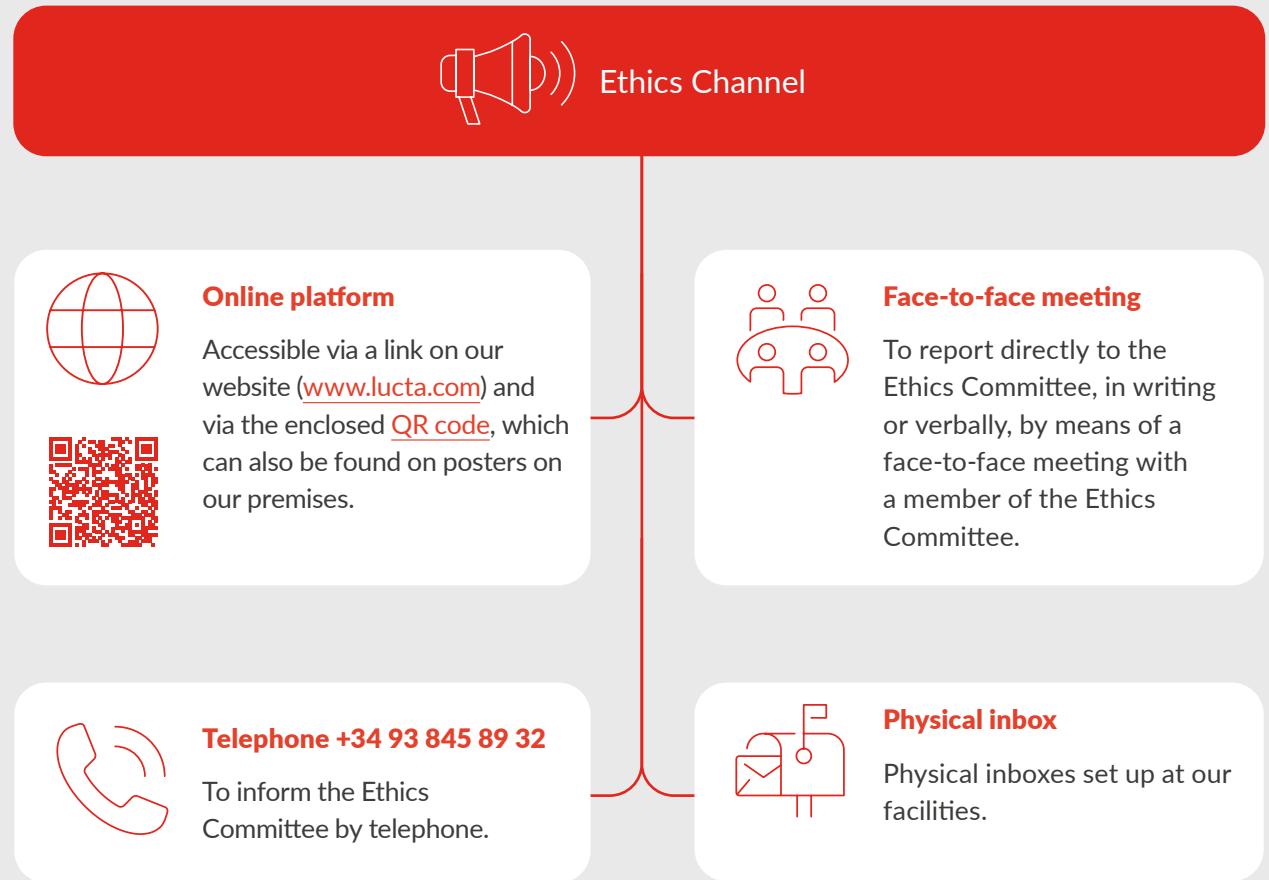 Ethics Channel
Online platform
Accessible via a link on our
website (www.lucta.com) and
via the enclosed QR code, which
can also be found on posters on
our premises.
Face-to-face meeting
To report directly to the
Ethics Committee, in writing
or verbally, by means of a
face-to-face meeting with
a member of the Ethics
Committee.
Telephone +34 93 845 89 32
To inform the Ethics
Committee by telephone.
Physical inbox
Physical inboxes set up at our
facilities.